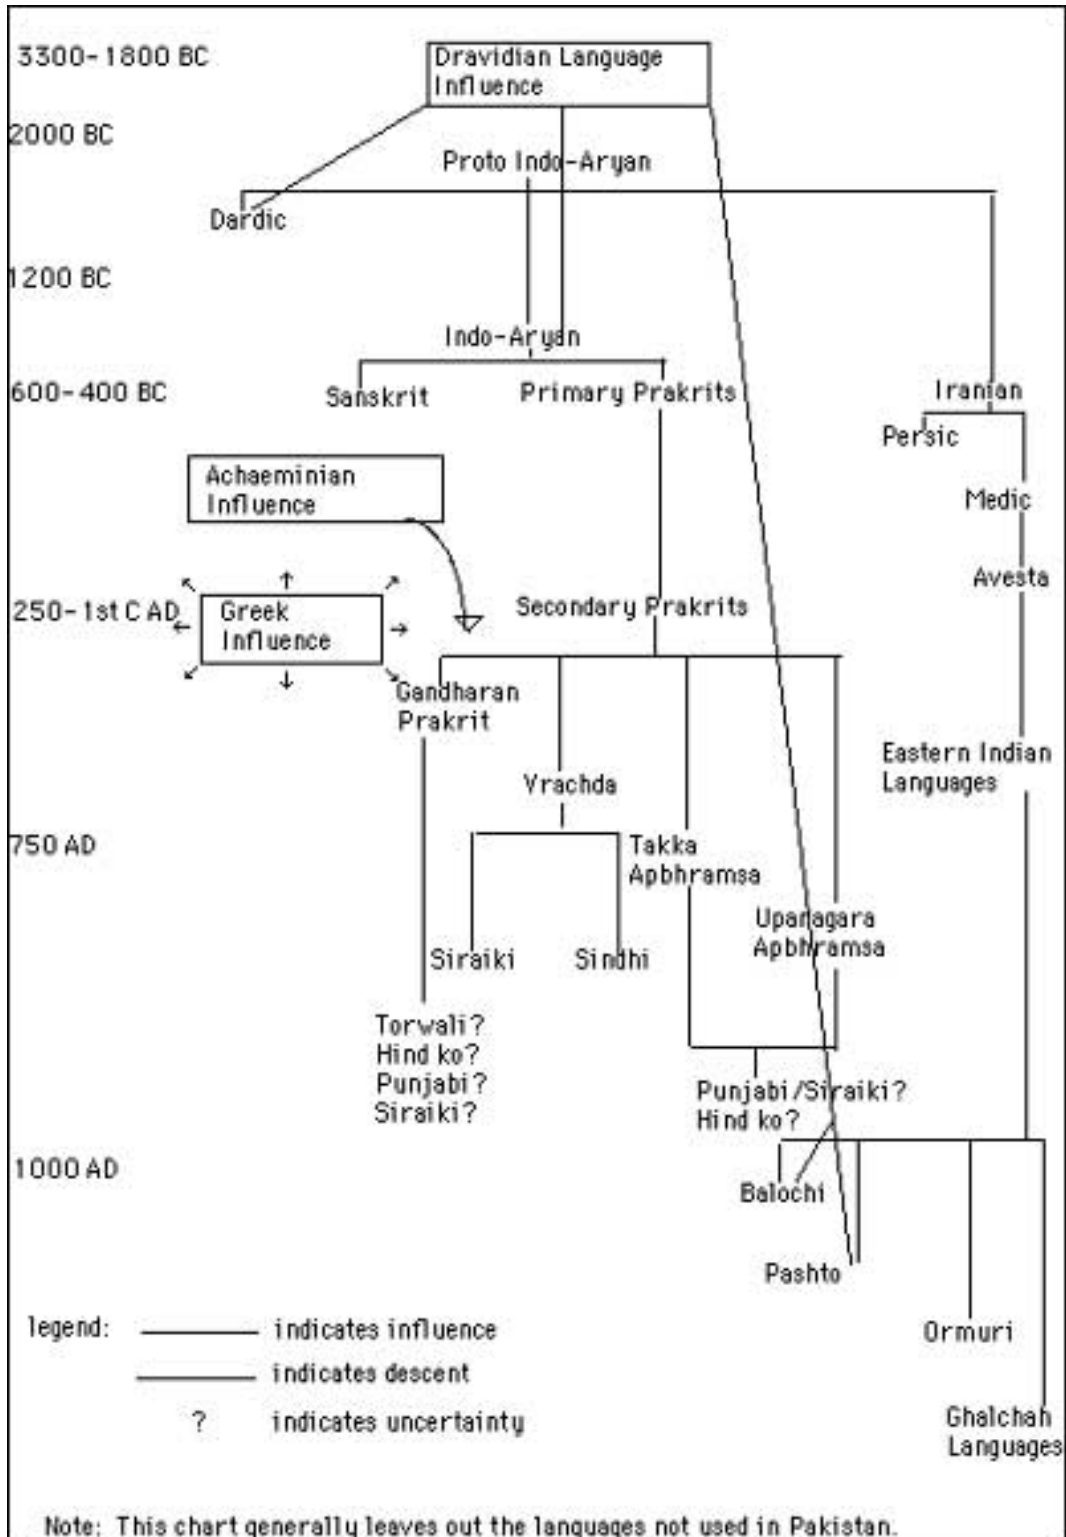 3300-1800 BC
Dravidian Language
Influence
2000 BC
Proto Indo-Aryan
Dardic
1200 BC
Indo-Aryan
600-400 BC
Sanskrit
Primary Prakrits
Iranian
Persic
Achaeminian
Influence
Medic
Avesta
250-1st C AD
Greek
Influence
Secondary Prakrits
Gandharan
Prakrit
Eastern Indian
Languages
Vrachda
750 AD
Takka
Apbhramsa
Upanagara
Apbhramsa
Siraiki
Sindhi
Torwali?
Hind ko?
Punjabi?
Siraiki?
Punjabi/Siraiki?
Hind ko?
1000 AD
Balochi
Pashto
Ormuri
Ghalchah
Languages
legend:
indicates influence
indicates descent
? indicates uncertainty
Note: This chart generally leaves out the languages not used in Pakistan.